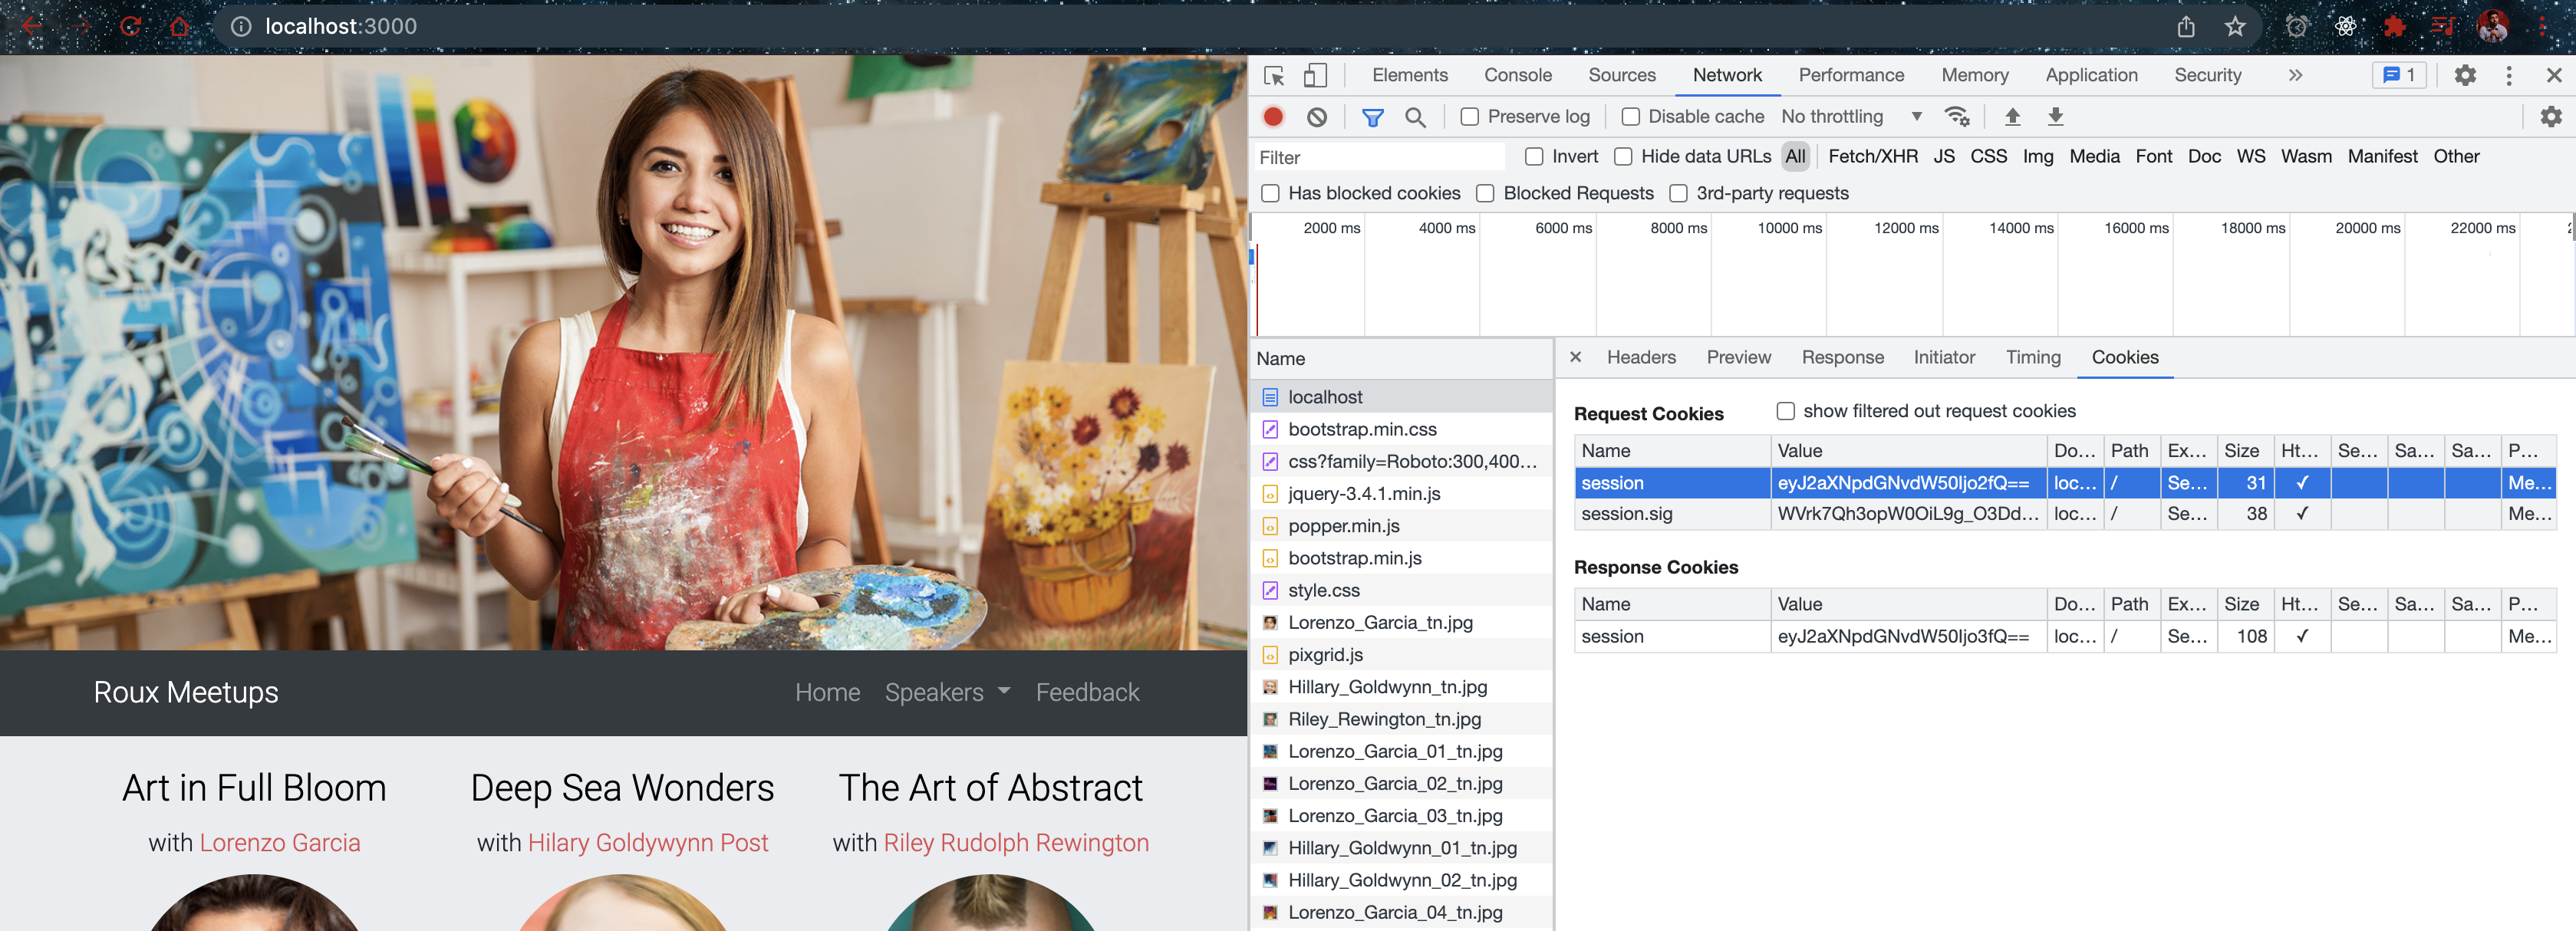 localhost:3000
Elements Console Sources Network Performance Memory Application Security » 1
Preserve log Disable cache No throttling
Filter Invert Hide data URLs All Fetch/XHR JS CSS Img Media Font Doc WS Wasm Manifest Other
Has blocked cookies Blocked Requests 3rd-party requests
2000 ms 4000 ms 6000 ms 8000 ms 10000 ms 12000 ms 14000 ms 16000 ms 18000 ms 20000 ms 22000 ms
Name
localhost
bootstrap.min.css
css?family=Roboto:300,400…
jquery-3.4.1.min.js
popper.min.js
bootstrap.min.js
style.css
Lorenzo_Garcia_tn.jpg
pixgrid.js
Hillary_Goldwynn_tn.jpg
Riley_Rewington_tn.jpg
Lorenzo_Garcia_01_tn.jpg
Lorenzo_Garcia_02_tn.jpg
Lorenzo_Garcia_03_tn.jpg
Hillary_Goldwynn_01_tn.jpg
Hillary_Goldwynn_02_tn.jpg
Lorenzo_Garcia_04_tn.jpg
Headers Preview Response Initiator Timing Cookies
Request Cookies show filtered out request cookies
Name Value Do… Path Ex… Size Ht… Se… Sa… Sa… P…
session eyJ2aXNpdGNvdW50Ijo2fQ== loc… / Se… 31 ✓ Me…
session.sig WVrk7Qh3opW0OiL9g_O3Dd… loc… / Se… 38 ✓ Me…
Response Cookies
Name Value Do… Path Ex… Size Ht… Se… Sa… Sa… P…
session eyJ2aXNpdGNvdW50Ijo3fQ== loc… / Se… 108 ✓ Me…
Roux Meetups Home Speakers Feedback
Art in Full Bloom
with Lorenzo Garcia
Deep Sea Wonders
with Hilary Goldywynn Post
The Art of Abstract
with Riley Rudolph Rewington